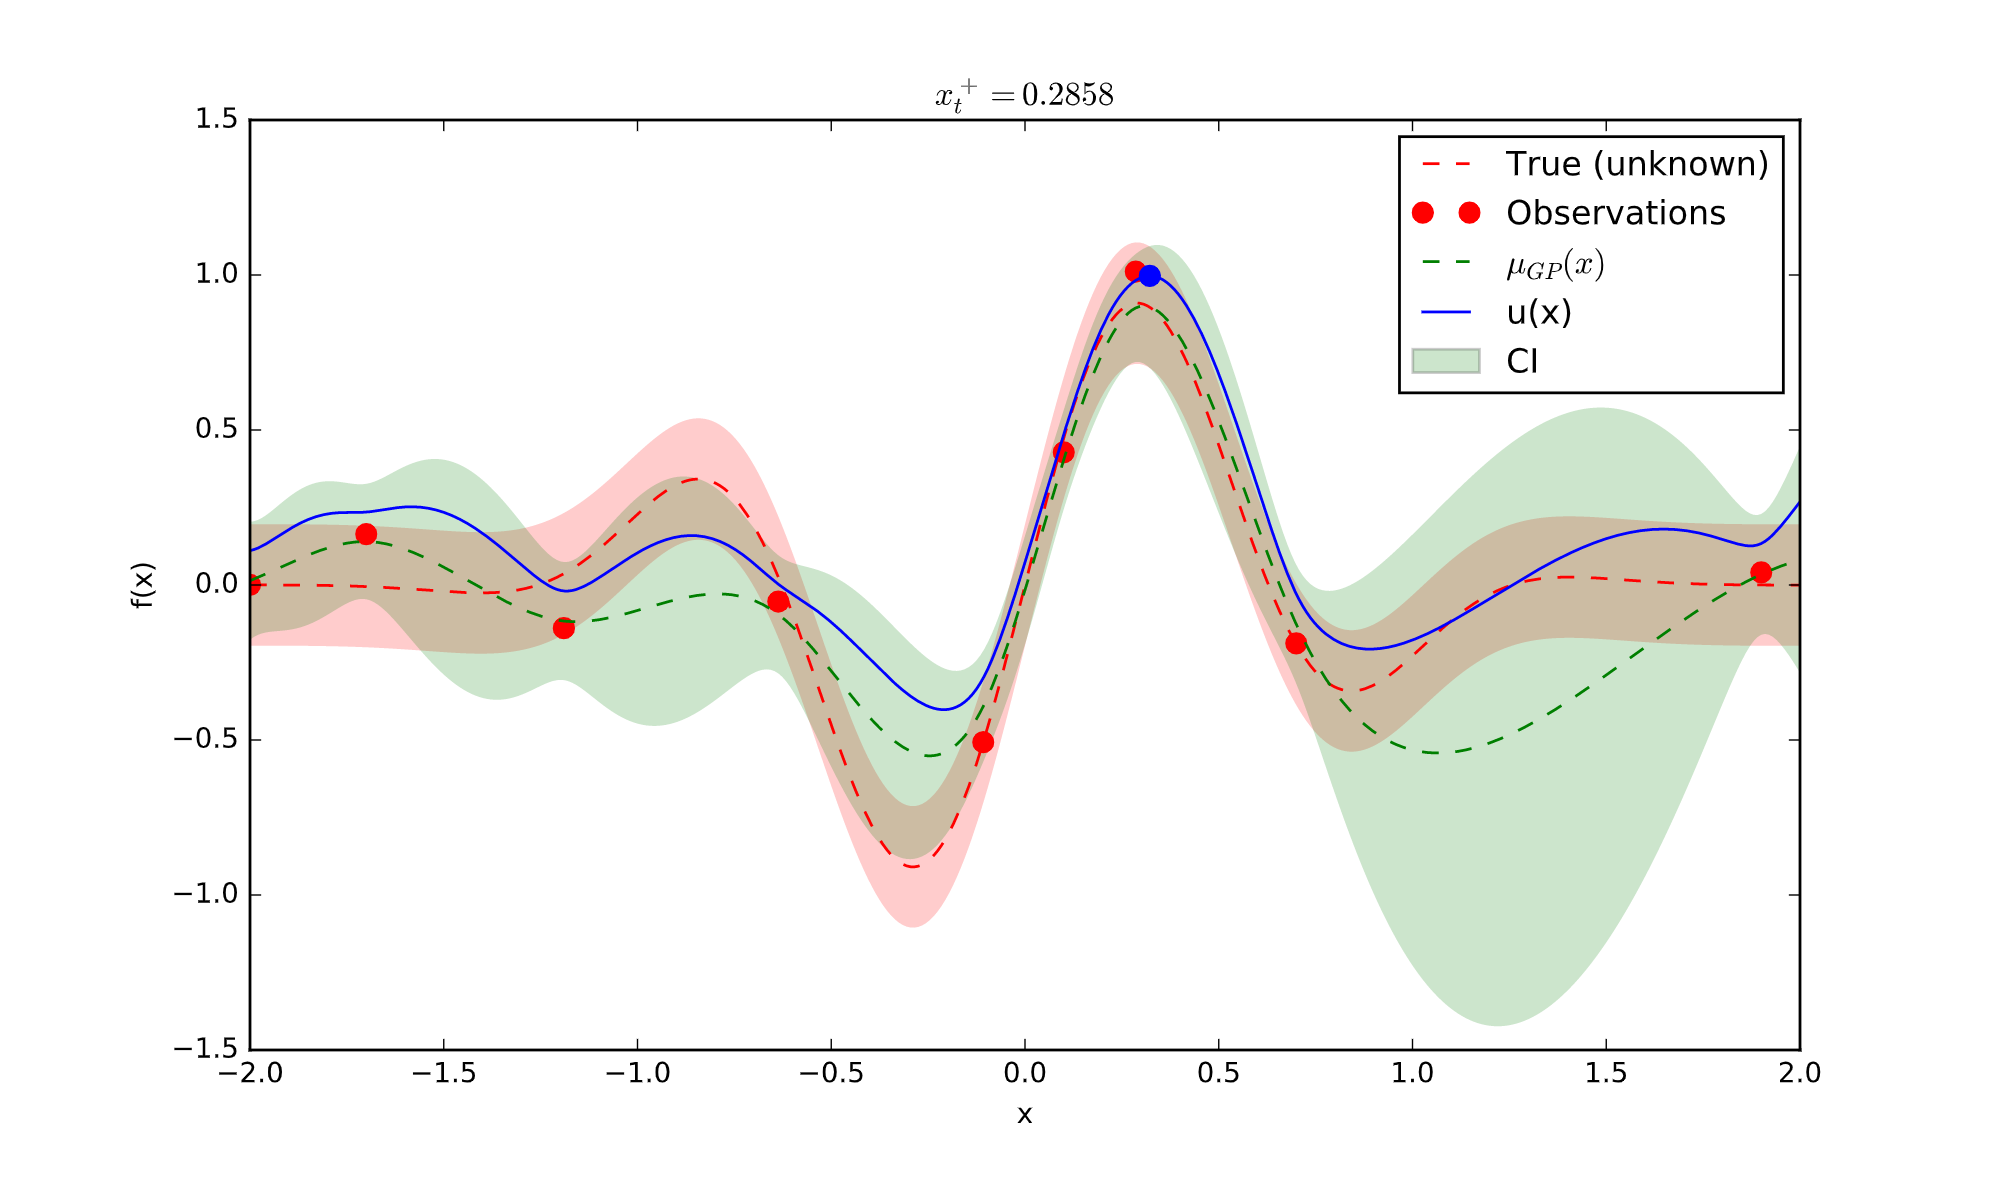 x_t^+ = 0.2858
1.5
1.0
0.5
0.0
−0.5
−1.0
−1.5
f(x)
True (unknown)
Observations
μ_GP(x)
u(x)
CI
−2.0 −1.5 −1.0 −0.5 0.0 0.5 1.0 1.5 2.0
x